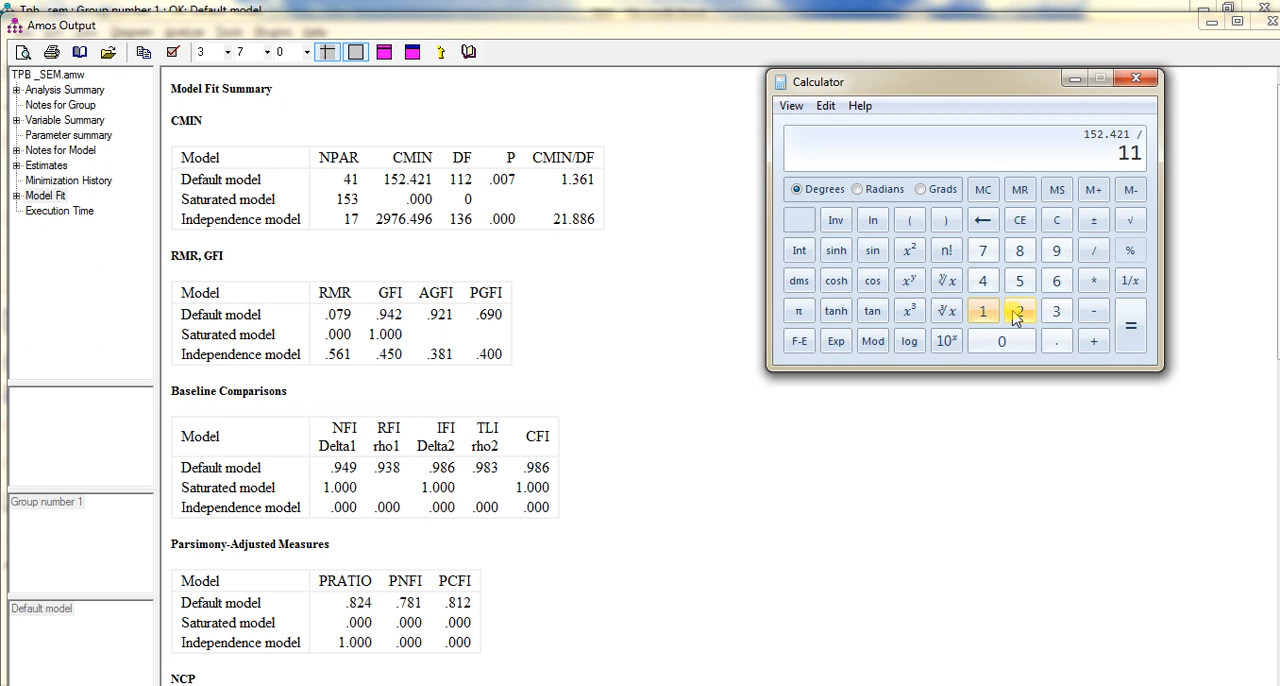 Tpb_sem : Group number 1 : OK: Default model
Amos Output
3 7 0
TPB _SEM.amw
Analysis Summary
Notes for Group
Variable Summary
Parameter summary
Notes for Model
Estimates
Minimization History
Model Fit
Execution Time
Group number 1
Default model
Model Fit Summary
CMIN
Model NPAR CMIN DF P CMIN/DF
Default model 41 152.421 112 .007 1.361
Saturated model 153 .000 0
Independence model 17 2976.496 136 .000 21.886
RMR, GFI
Model RMR GFI AGFI PGFI
Default model .079 .942 .921 .690
Saturated model .000 1.000
Independence model .561 .450 .381 .400
Baseline Comparisons
Model NFI Delta1 RFI rho1 IFI Delta2 TLI rho2 CFI
Default model .949 .938 .986 .983 .986
Saturated model 1.000 1.000 1.000
Independence model .000 .000 .000 .000 .000
Parsimony-Adjusted Measures
Model PRATIO PNFI PCFI
Default model .824 .781 .812
Saturated model .000 .000 .000
Independence model 1.000 .000 .000
NCP
Calculator
View Edit Help
152.421 /
11
Degrees Radians Grads MC MR MS M+ M-
Inv ln ( ) ← CE C ± √
Int sinh sin x² n! 7 8 9 / %
dms cosh cos xʸ ʸ√x 4 5 6 * 1/x
π tanh tan x³ ³√x 1 2 3 - =
F-E Exp Mod log 10ˣ 0 . +